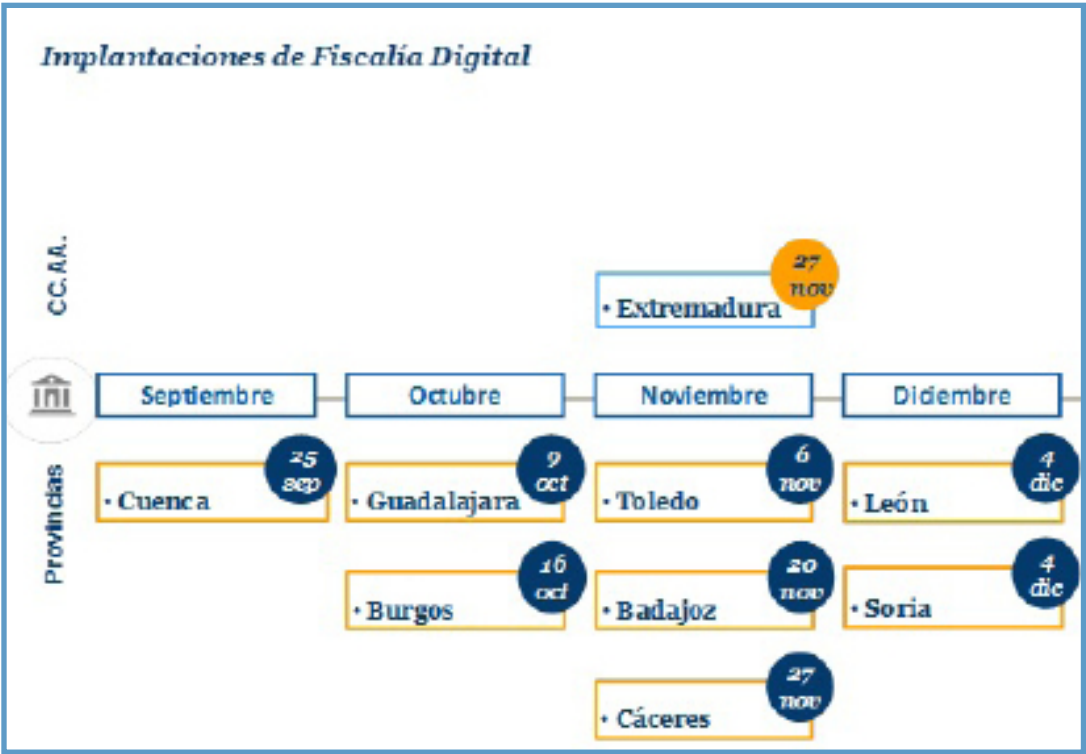 Implantaciones de Fiscalía Digital
CC.AA.
27
nov
• Extremadura
Septiembre
Octubre
Noviembre
Diciembre
Provincias
25
sep
• Cuenca
9
oct
• Guadalajara
6
nov
• Toledo
4
dic
• León
16
oct
• Burgos
20
nov
• Badajoz
4
dic
• Soria
27
nov
• Cáceres